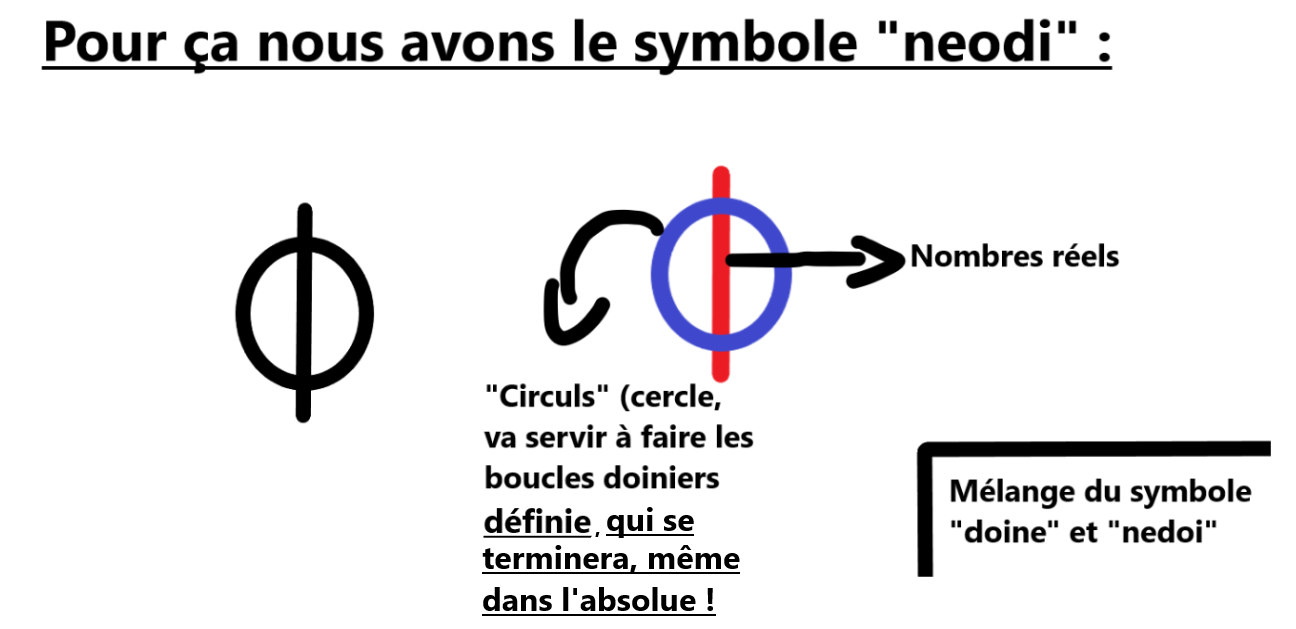 Pour ça nous avons le symbole "neodi" :
Nombres réels
"Circuls" (cercle,
va servir à faire les
boucles doiniers
définie, qui se
terminera, même
dans l'absolue !
Mélange du symbole
"doine" et "nedoi"